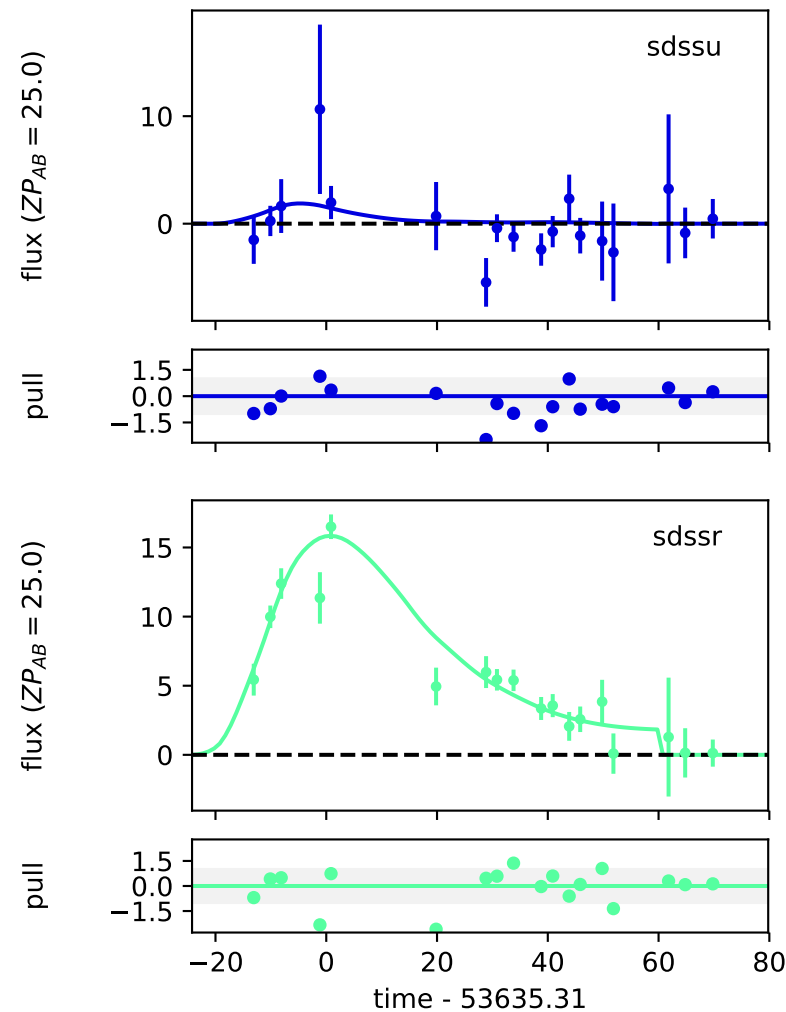 sdssu
flux (ZP_AB = 25.0)
10
0
pull
1.5
0.0
−1.5
sdssr
flux (ZP_AB = 25.0)
15
10
5
0
pull
1.5
0.0
−1.5
−20 0 20 40 60 80
time - 53635.31